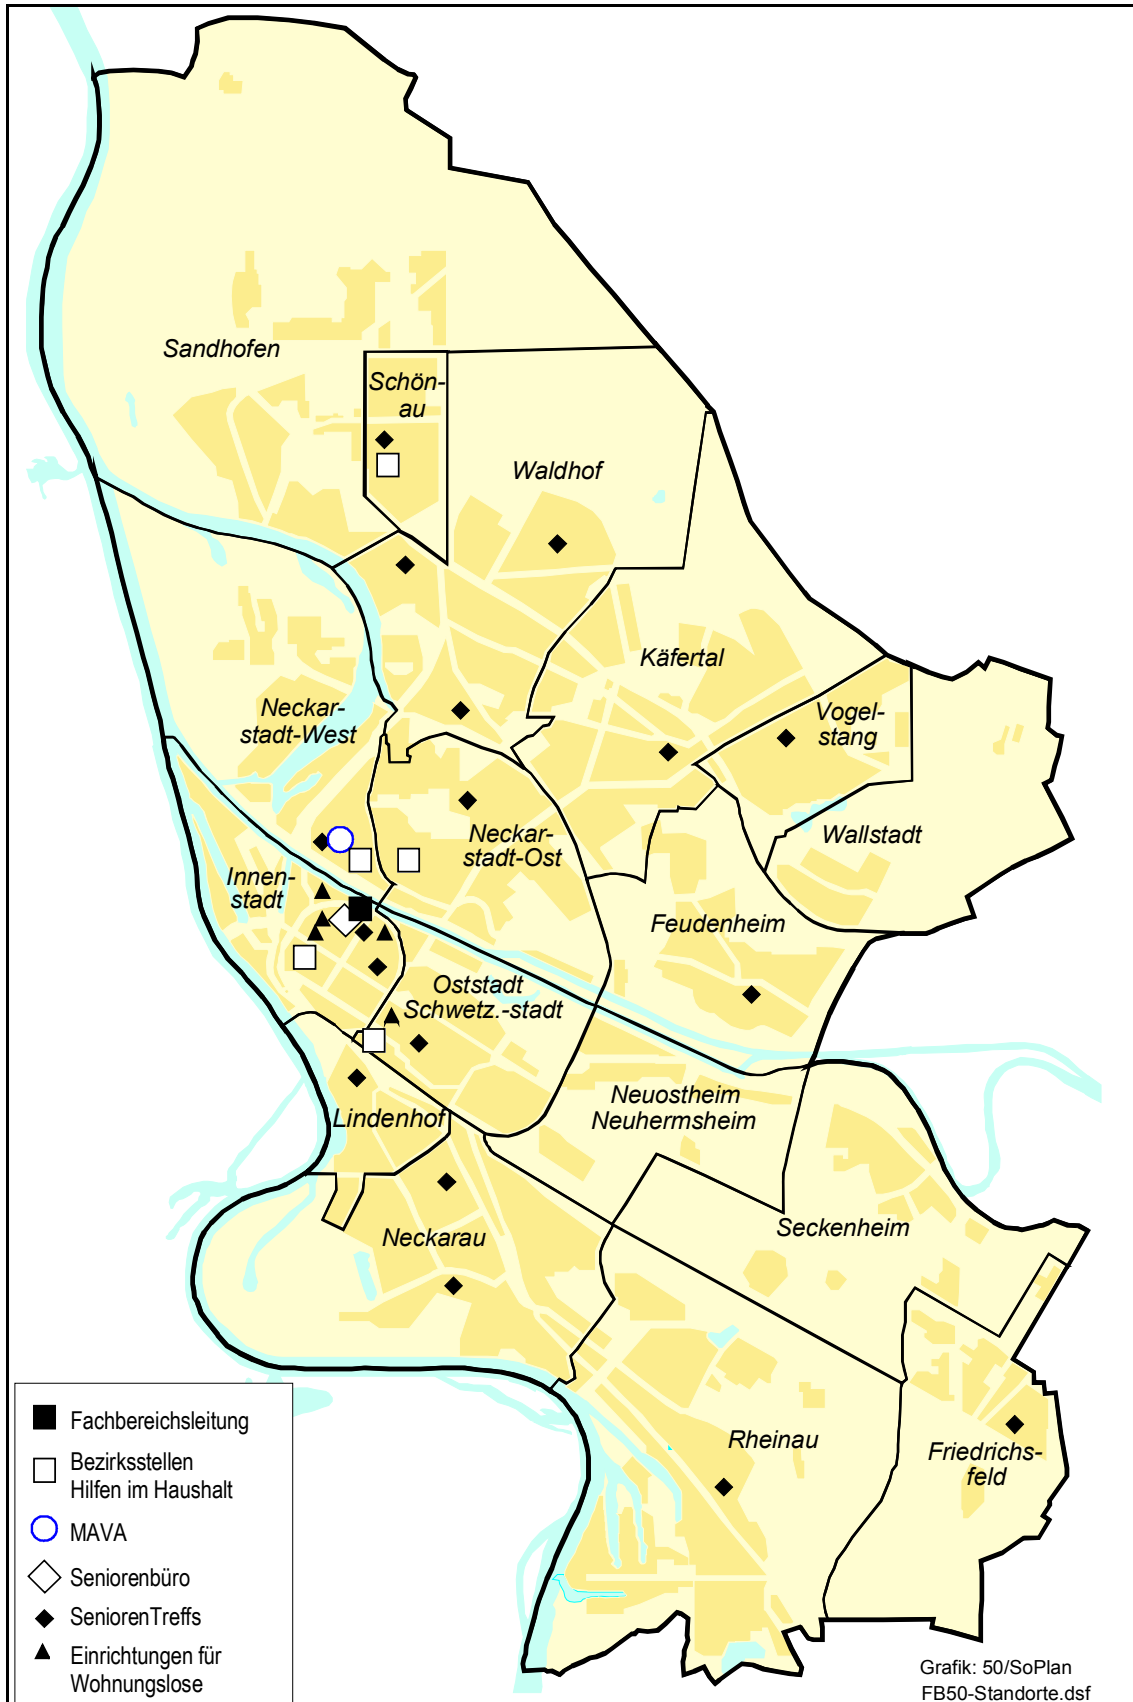 Sandhofen
Schön-
au
Waldhof
Käfertal
Neckar-
stadt-West
Vogel-
stang
Neckar-
stadt-Ost
Wallstadt
Innen-
stadt
Feudenheim
Oststadt
Schwetz.-stadt
Neuostheim
Neuhermsheim
Lindenhof
Seckenheim
Neckarau
Rheinau
Friedrichs-
feld
Fachbereichsleitung
Bezirksstellen
Hilfen im Haushalt
MAVA
Seniorenbüro
SeniorenTreffs
Einrichtungen für
Wohnungslose
Grafik: 50/SoPlan
FB50-Standorte.dsf